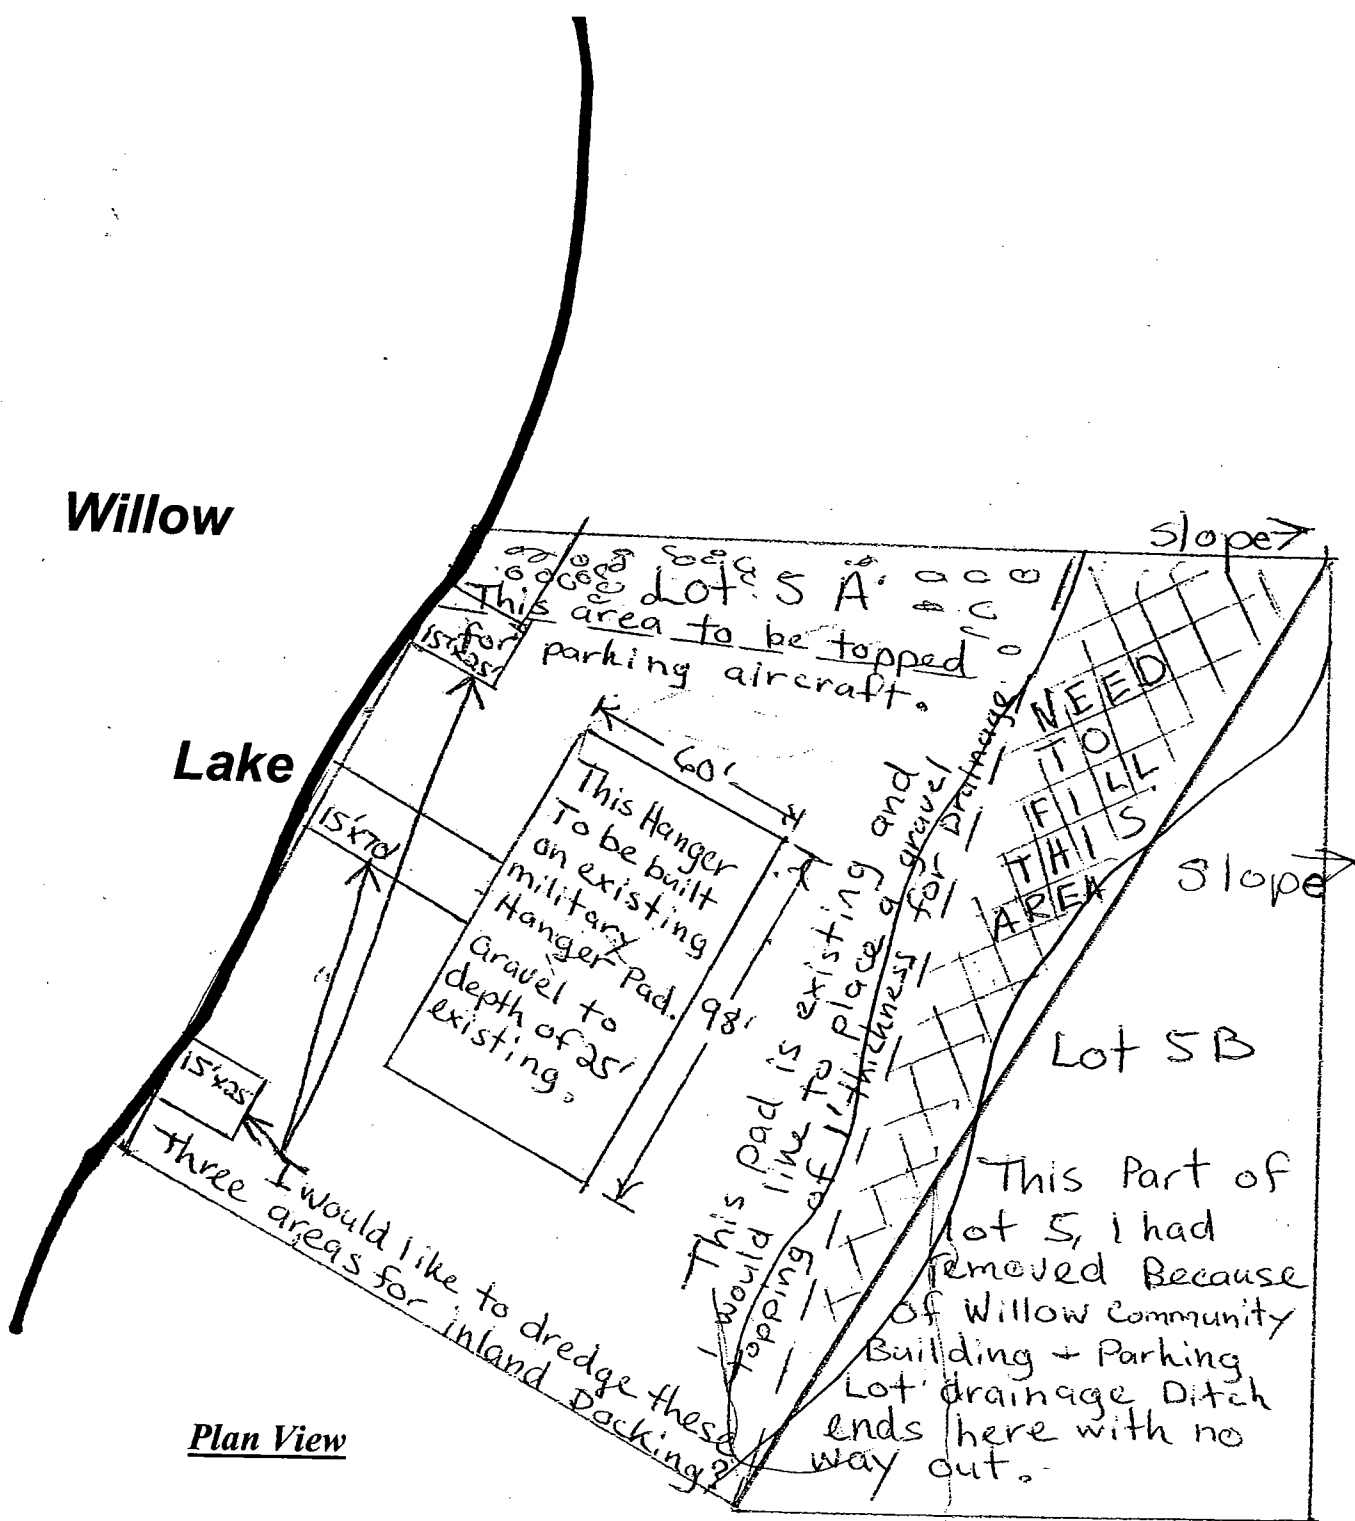 Willow
Lake
Slope
Lot 5 A
This area to be topped
for parking aircraft.
15'x25'
60'
15'x70'
This Hanger
To be built
on existing
military
Hanger Pad.
Gravel to
depth of 25'
existing.
98'
This pad is existing and
I would like to place a gravel
topping of 1' thickness for Drainage
NEED
TO
FILL
THIS
AREA
Slope
Lot 5B
15'x25'
I would like to dredge these
three areas for inland Docking?
This Part of
lot 5, I had
removed Because
of Willow Community
Building + Parking
Lot drainage Ditch
ends here with no
way out.
Plan View